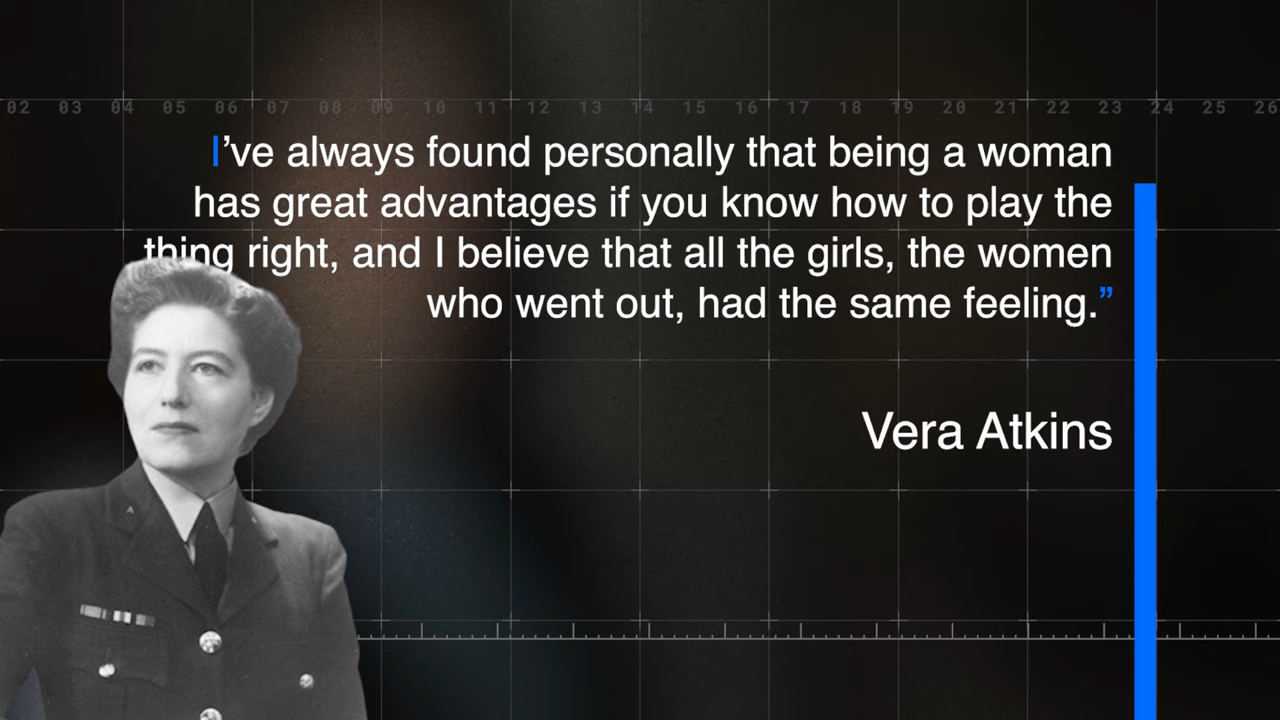 02 03 04 05 06 07 08 09 10 11 12 13 14 15 16 17 18 19 20 21 22 23 24 25 26
I’ve always found personally that being a woman
has great advantages if you know how to play the
thing right, and I believe that all the girls, the women
who went out, had the same feeling.”
Vera Atkins